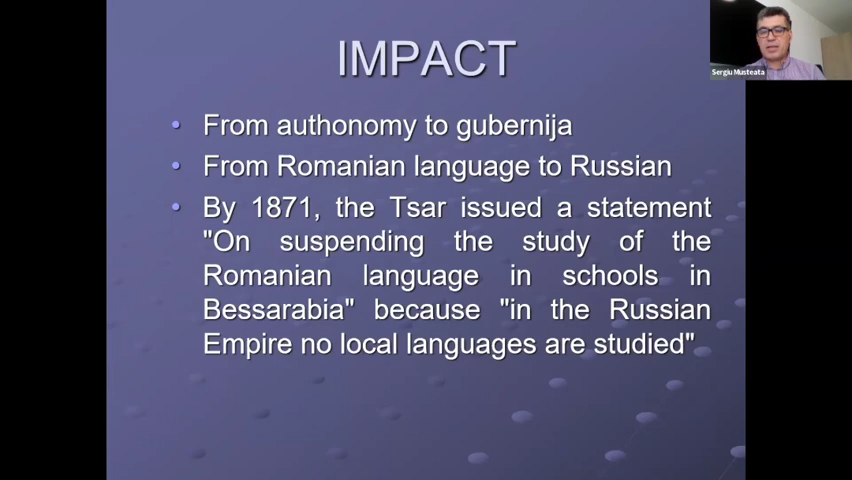 IMPACT
Sergiu Musteata
• From authonomy to gubernija
• From Romanian language to Russian
• By 1871, the Tsar issued a statement
"On suspending the study of the
Romanian language in schools in
Bessarabia" because "in the Russian
Empire no local languages are studied"